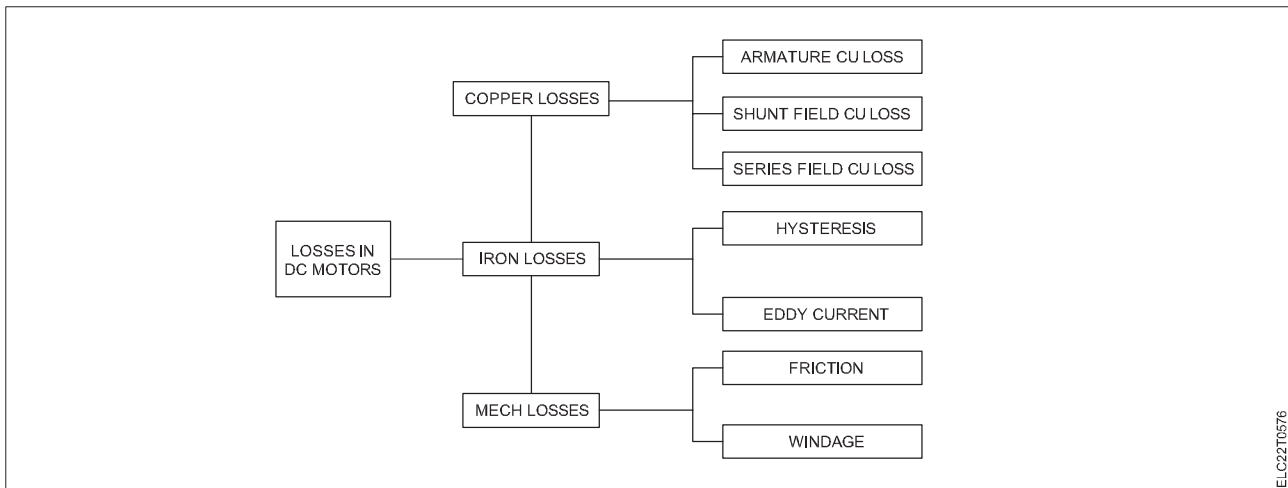 ARMATURE CU LOSS
COPPER LOSSES
SHUNT FIELD CU LOSS
SERIES FIELD CU LOSS
LOSSES IN
DC MOTORS
IRON LOSSES
HYSTERESIS
EDDY CURRENT
MECH LOSSES
FRICTION
WINDAGE
ELC22T0576